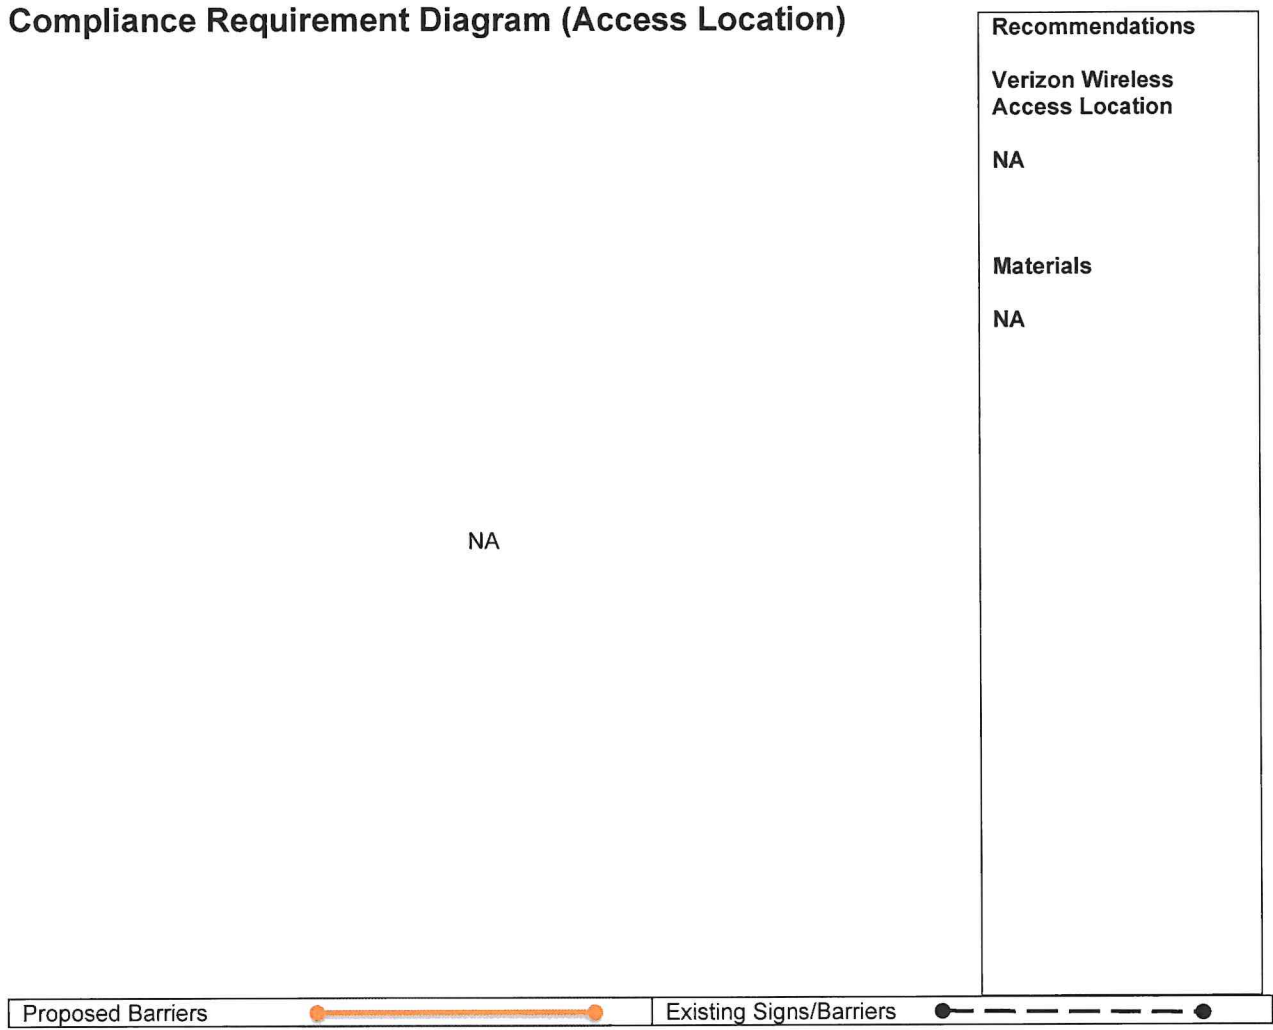 Compliance Requirement Diagram (Access Location)
Recommendations
Verizon Wireless
Access Location
NA
Materials
NA
NA
Proposed Barriers
Existing Signs/Barriers